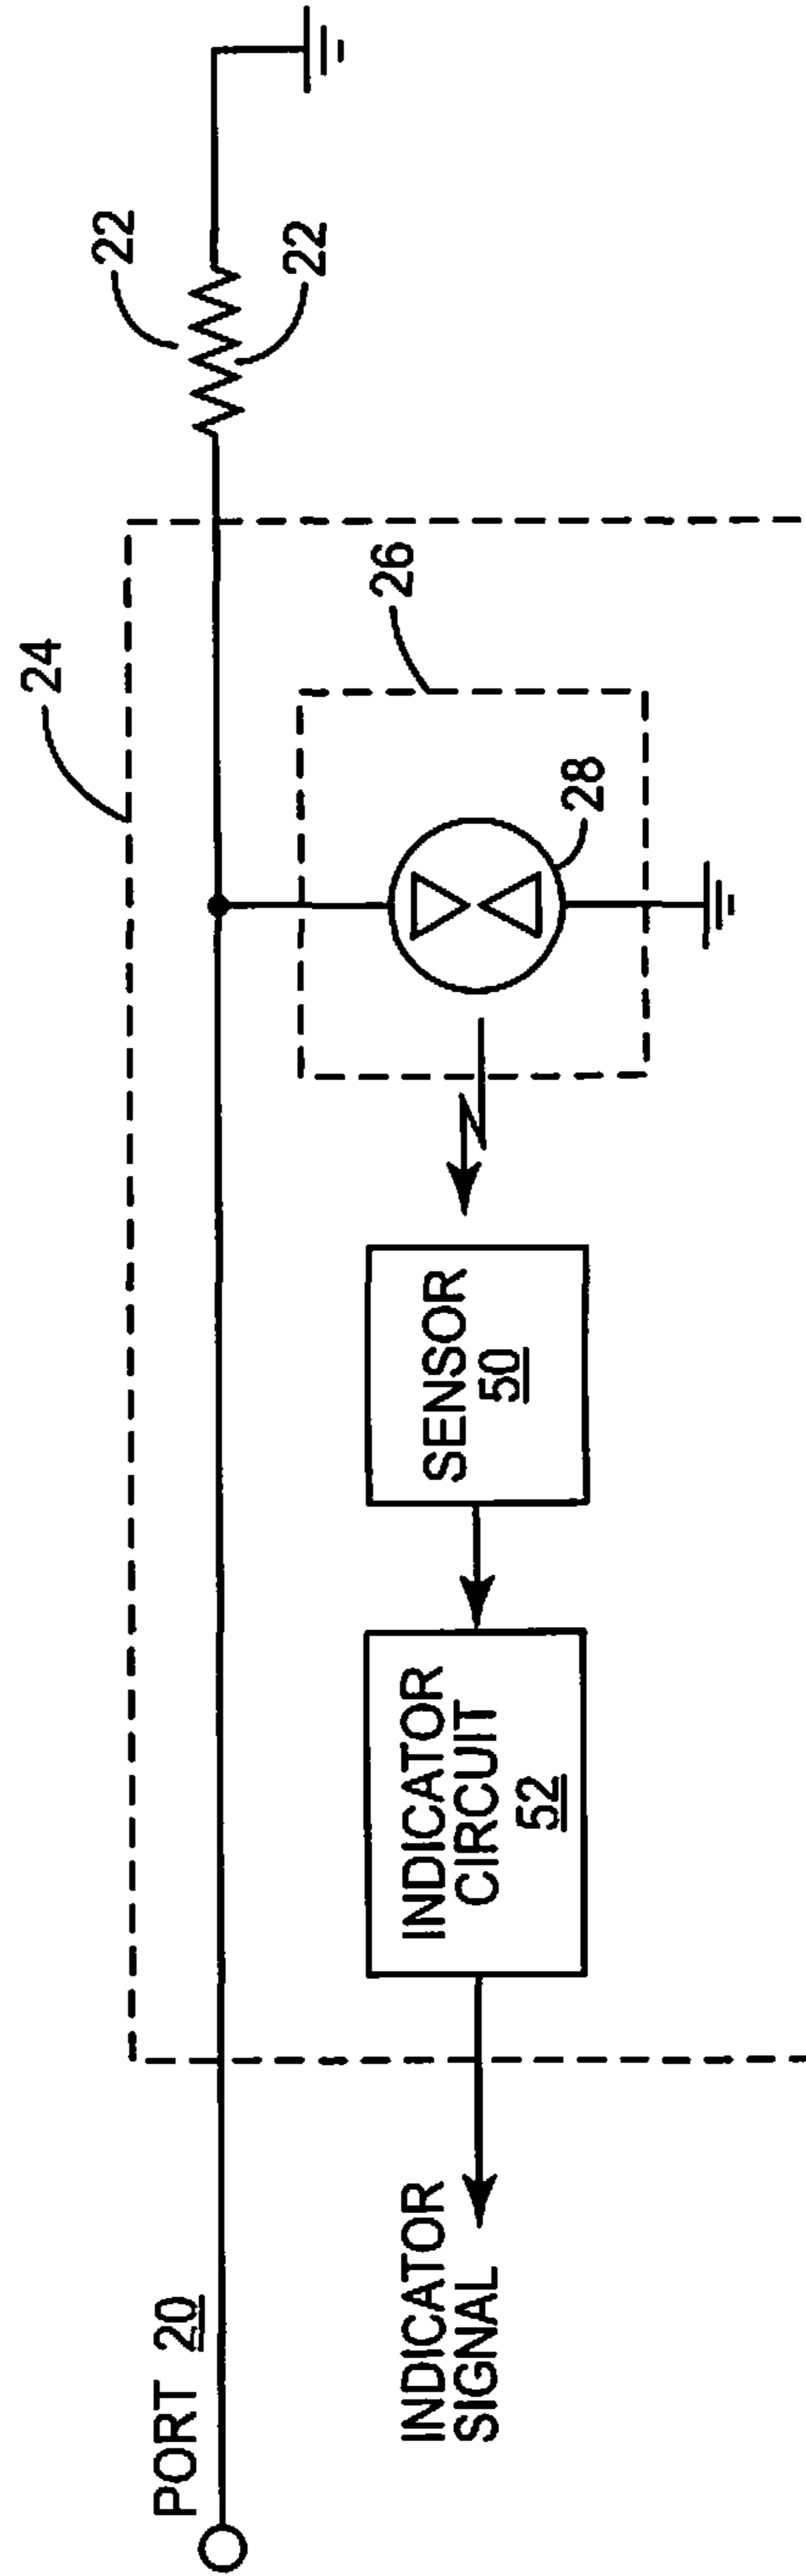 PORT 20
24
22
22
26
28
SENSOR
50
INDICATOR
CIRCUIT
52
INDICATOR
SIGNAL